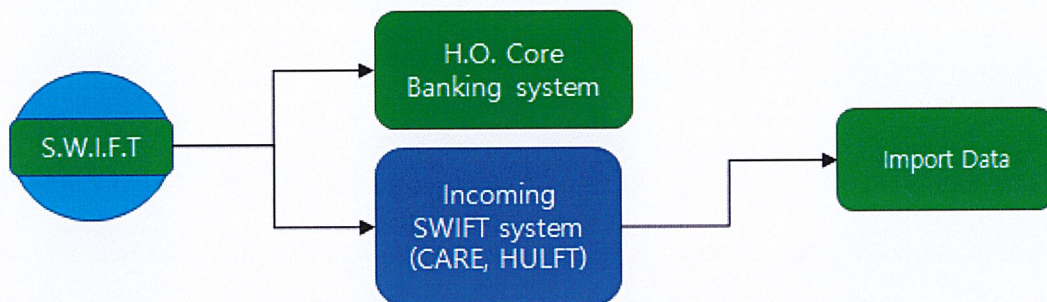 S.W.I.F.T
H.O. Core
Banking system
Incoming
SWIFT system
(CARE, HULFT)
Import Data